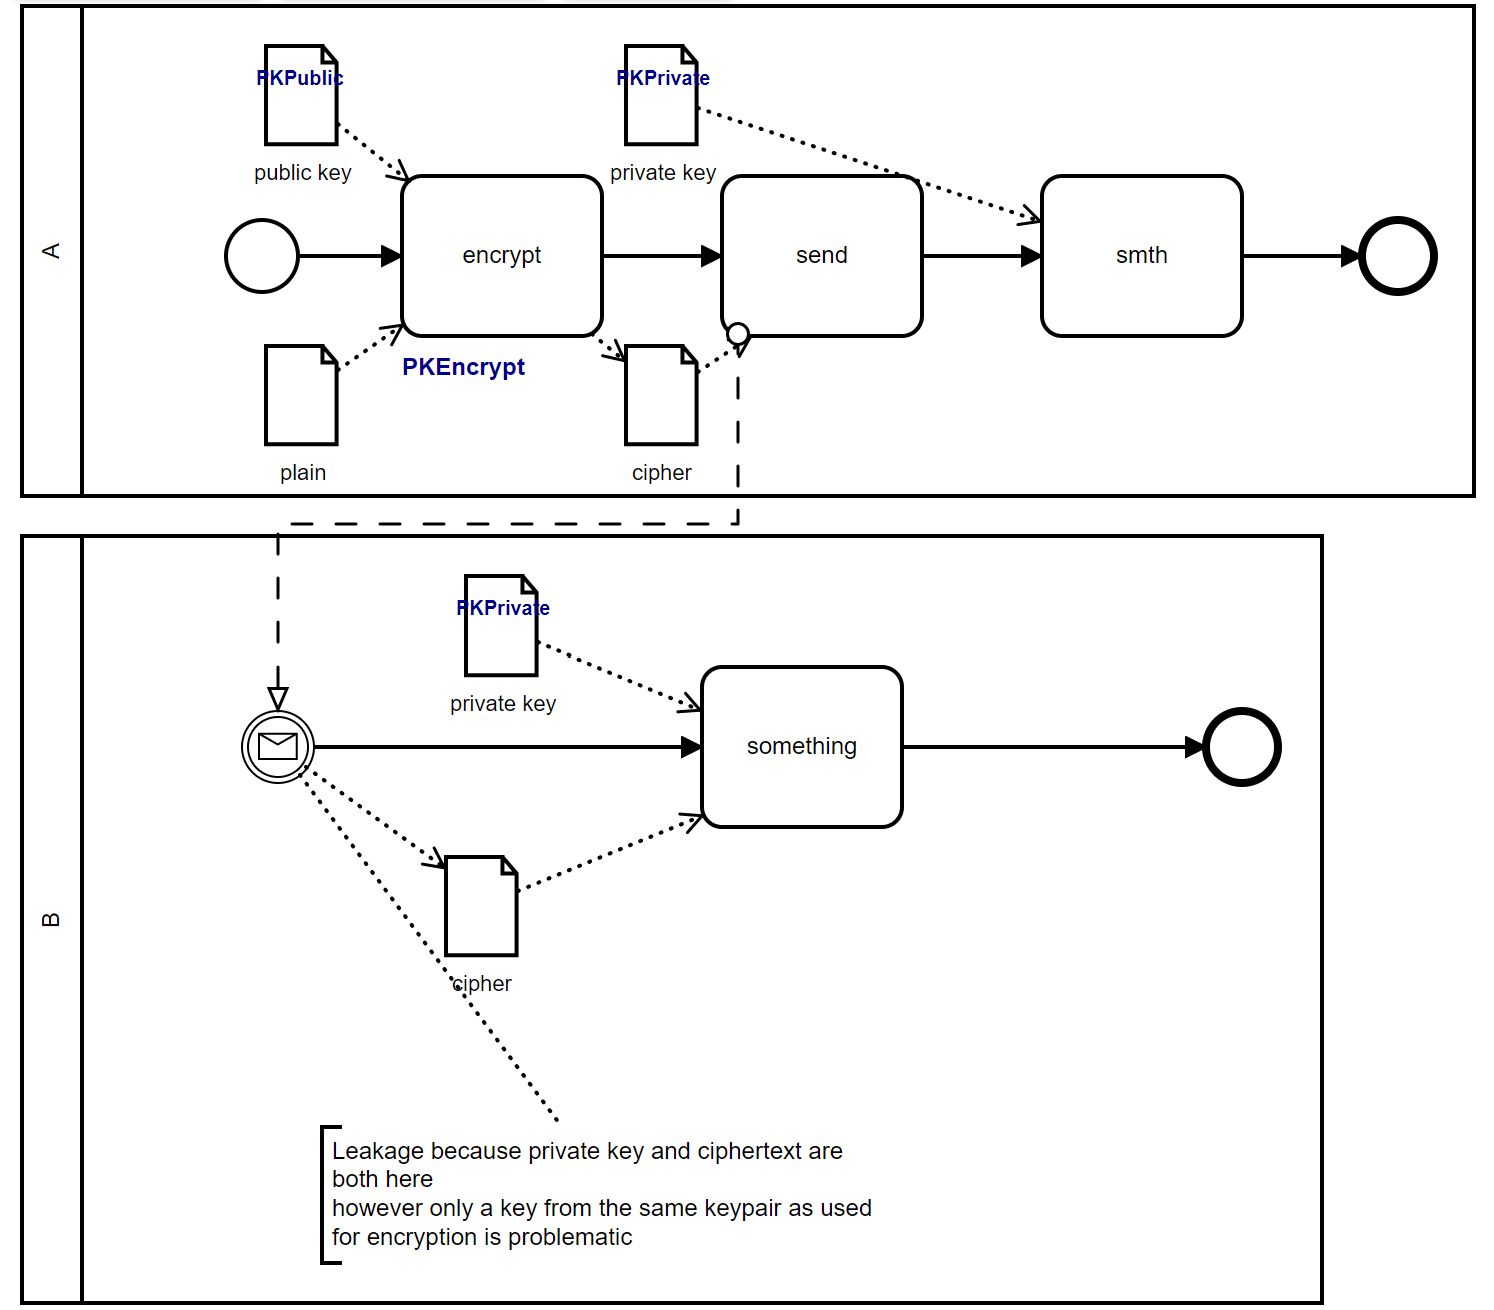 A
PKPublic
public key
PKPrivate
private key
encrypt
send
smth
PKEncrypt
plain
cipher
B
PKPrivate
private key
something
cipher
Leakage because private key and ciphertext are
both here
however only a key from the same keypair as used
for encryption is problematic